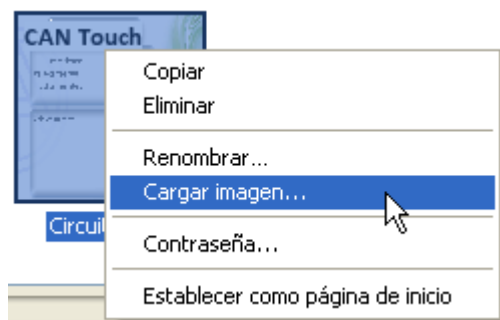 CAN Touch
Copiar
Eliminar
Renombrar...
Cargar imagen...
Circui
Contraseña...
Establecer como página de inicio